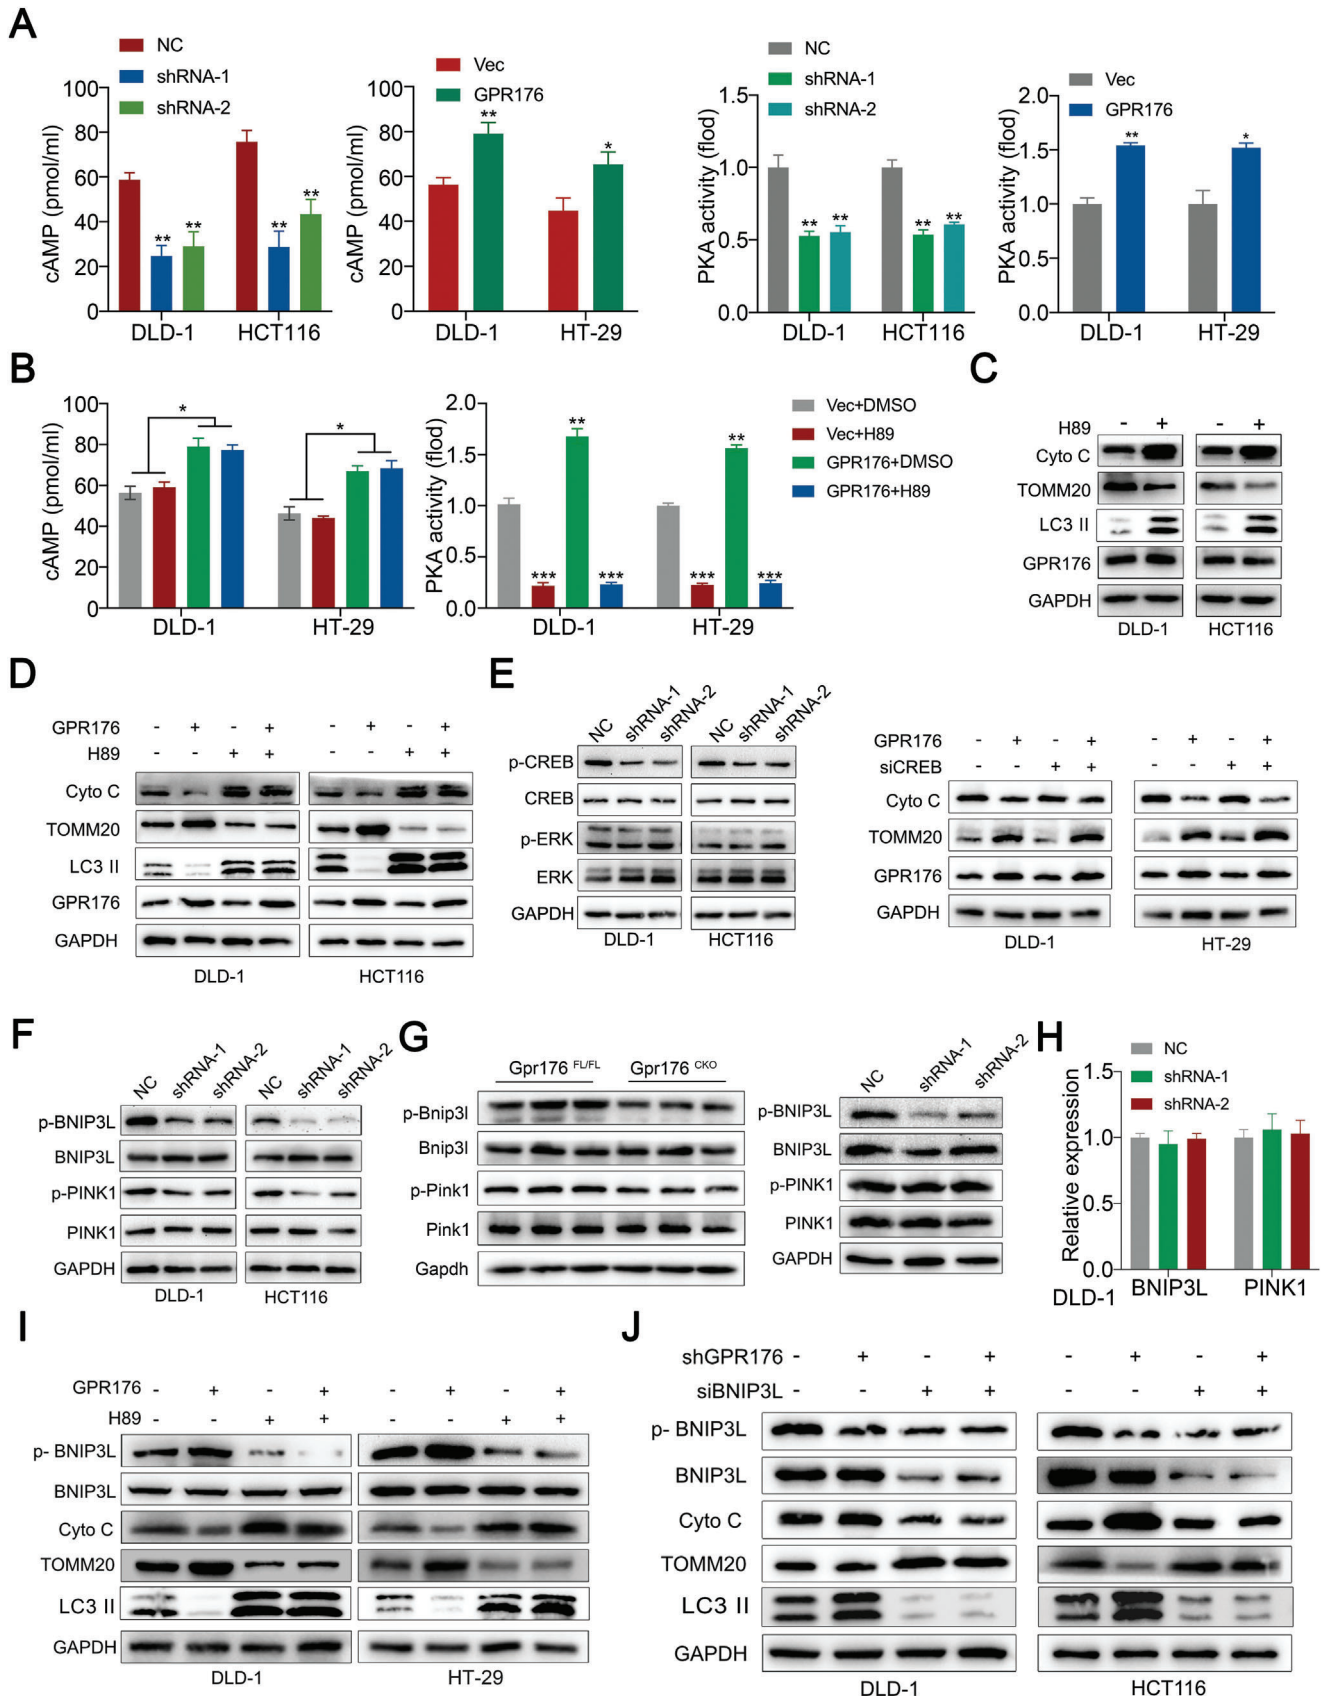 A
NC
shRNA-1
shRNA-2
cAMP (pmol/ml)
100
80
60
40
20
0
** ** ** **
DLD-1 HCT116
Vec
GPR176
cAMP (pmol/ml)
100
80
60
40
20
0
** *
DLD-1 HT-29
NC
shRNA-1
shRNA-2
PKA activity (flod)
1.5
1.0
0.5
0.0
** ** ** **
DLD-1 HCT116
Vec
GPR176
PKA activity (flod)
2.0
1.5
1.0
0.5
0.0
** *
DLD-1 HT-29
B
cAMP (pmol/ml)
100
80
60
40
20
0
* *
DLD-1 HT-29
PKA activity (flod)
2.0
1.5
1.0
0.5
0.0
*** ** *** *** ** ***
DLD-1 HT-29
Vec+DMSO
Vec+H89
GPR176+DMSO
GPR176+H89
C
H89 - + - +
Cyto C
TOMM20
LC3 II
GPR176
GAPDH
DLD-1 HCT116
D
GPR176 - + - + - + - +
H89 - - + + - - + +
Cyto C
TOMM20
LC3 II
GPR176
GAPDH
DLD-1 HCT116
E
NC shRNA-1 shRNA-2 NC shRNA-1 shRNA-2
p-CREB
CREB
p-ERK
ERK
GAPDH
DLD-1 HCT116
GPR176 - + - + - + - +
siCREB - - + + - - + +
Cyto C
TOMM20
GPR176
GAPDH
DLD-1 HT-29
F
NC shRNA-1 shRNA-2 NC shRNA-1 shRNA-2
p-BNIP3L
BNIP3L
p-PINK1
PINK1
GAPDH
DLD-1 HCT116
G
Gpr176 FL/FL Gpr176 CKO
p-Bnip3l
Bnip3l
p-Pink1
Pink1
Gapdh
NC shRNA-1 shRNA-2
p-BNIP3L
BNIP3L
p-PINK1
PINK1
GAPDH
H
NC
shRNA-1
shRNA-2
Relative expression
1.5
1.0
0.5
0.0
DLD-1 BNIP3L PINK1
I
GPR176 - + - + - + - +
H89 - - + + - - + +
p- BNIP3L
BNIP3L
Cyto C
TOMM20
LC3 II
GAPDH
DLD-1 HT-29
J
shGPR176 - + - + - + - +
siBNIP3L - - + + - - + +
p- BNIP3L
BNIP3L
Cyto C
TOMM20
LC3 II
GAPDH
DLD-1 HCT116